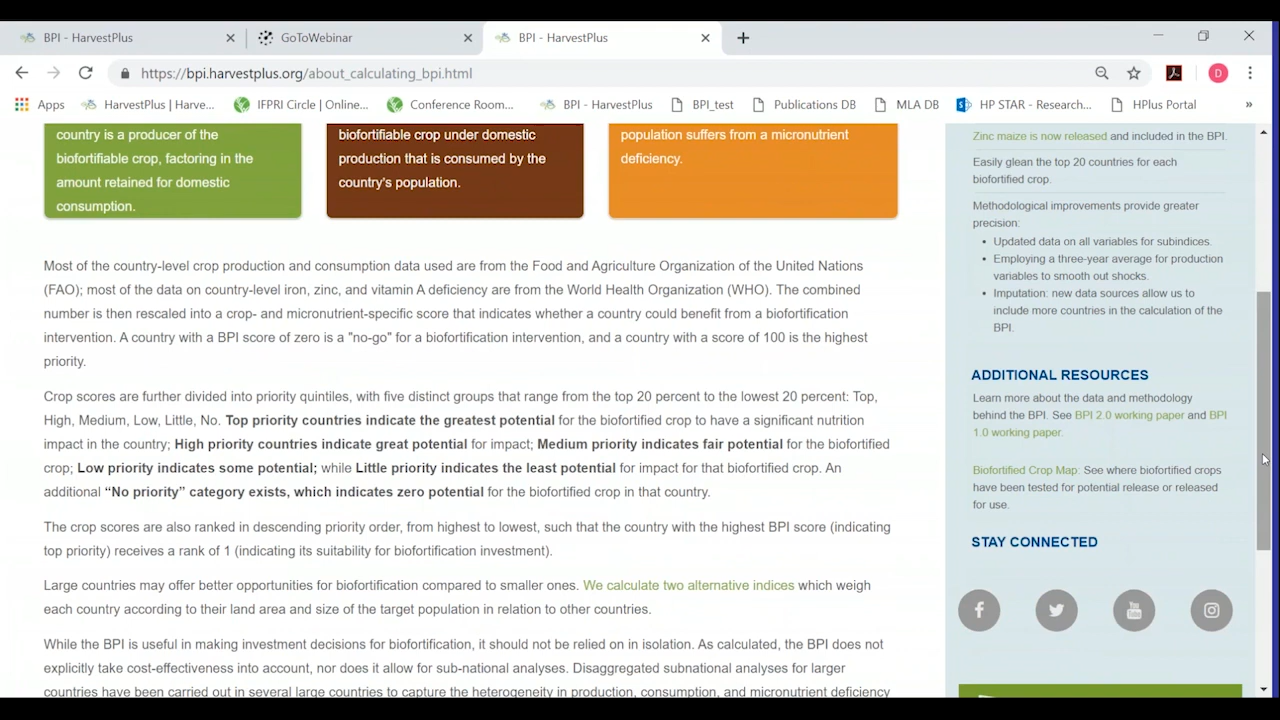 BPI - HarvestPlus
GoToWebinar
BPI - HarvestPlus
https://bpi.harvestplus.org/about_calculating_bpi.html
D
Apps
HarvestPlus | Harve...
IFPRI Circle | Online...
Conference Room...
BPI - HarvestPlus
BPI_test
Publications DB
MLA DB
HP STAR - Research...
HPlus Portal
»
country is a producer of the
biofortifiable crop, factoring in the
amount retained for domestic
consumption.
biofortifiable crop under domestic
production that is consumed by the
country's population.
population suffers from a micronutrient
deficiency.
Most of the country-level crop production and consumption data used are from the Food and Agriculture Organization of the United Nations
(FAO); most of the data on country-level iron, zinc, and vitamin A deficiency are from the World Health Organization (WHO). The combined
number is then rescaled into a crop- and micronutrient-specific score that indicates whether a country could benefit from a biofortification
intervention. A country with a BPI score of zero is a "no-go" for a biofortification intervention, and a country with a score of 100 is the highest
priority.
Crop scores are further divided into priority quintiles, with five distinct groups that range from the top 20 percent to the lowest 20 percent: Top,
High, Medium, Low, Little, No. Top priority countries indicate the greatest potential for the biofortified crop to have a significant nutrition
impact in the country; High priority countries indicate great potential for impact; Medium priority indicates fair potential for the biofortified
crop; Low priority indicates some potential; while Little priority indicates the least potential for impact for that biofortified crop. An
additional “No priority” category exists, which indicates zero potential for the biofortified crop in that country.
The crop scores are also ranked in descending priority order, from highest to lowest, such that the country with the highest BPI score (indicating
top priority) receives a rank of 1 (indicating its suitability for biofortification investment).
Large countries may offer better opportunities for biofortification compared to smaller ones. We calculate two alternative indices which weigh
each country according to their land area and size of the target population in relation to other countries.
While the BPI is useful in making investment decisions for biofortification, it should not be relied on in isolation. As calculated, the BPI does not
explicitly take cost-effectiveness into account, nor does it allow for sub-national analyses. Disaggregated subnational analyses for larger
countries have been carried out in several large countries to capture the heterogeneity in production, consumption, and micronutrient deficiency
Zinc maize is now released and included in the BPI.
Easily glean the top 20 countries for each
biofortified crop.
Methodological improvements provide greater
precision:
• Updated data on all variables for subindices.
• Employing a three-year average for production
variables to smooth out shocks.
• Imputation: new data sources allow us to
include more countries in the calculation of the
BPI.
ADDITIONAL RESOURCES
Learn more about the data and methodology
behind the BPI. See BPI 2.0 working paper and BPI
1.0 working paper.
Biofortified Crop Map: See where biofortified crops
have been tested for potential release or released
for use.
STAY CONNECTED